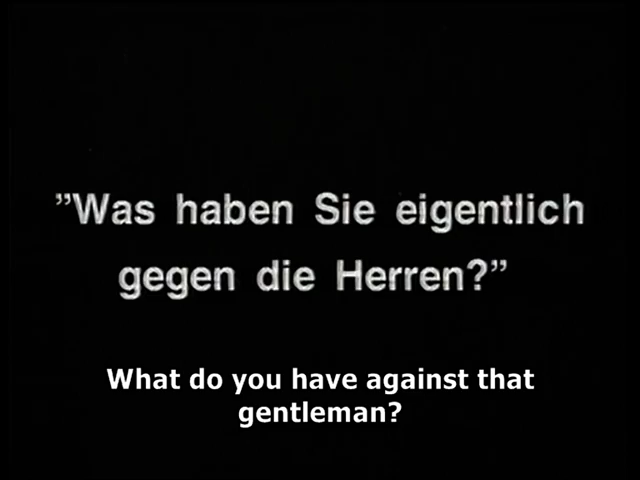 ”Was haben Sie eigentlich
gegen die Herren?”
What do you have against that
gentleman?